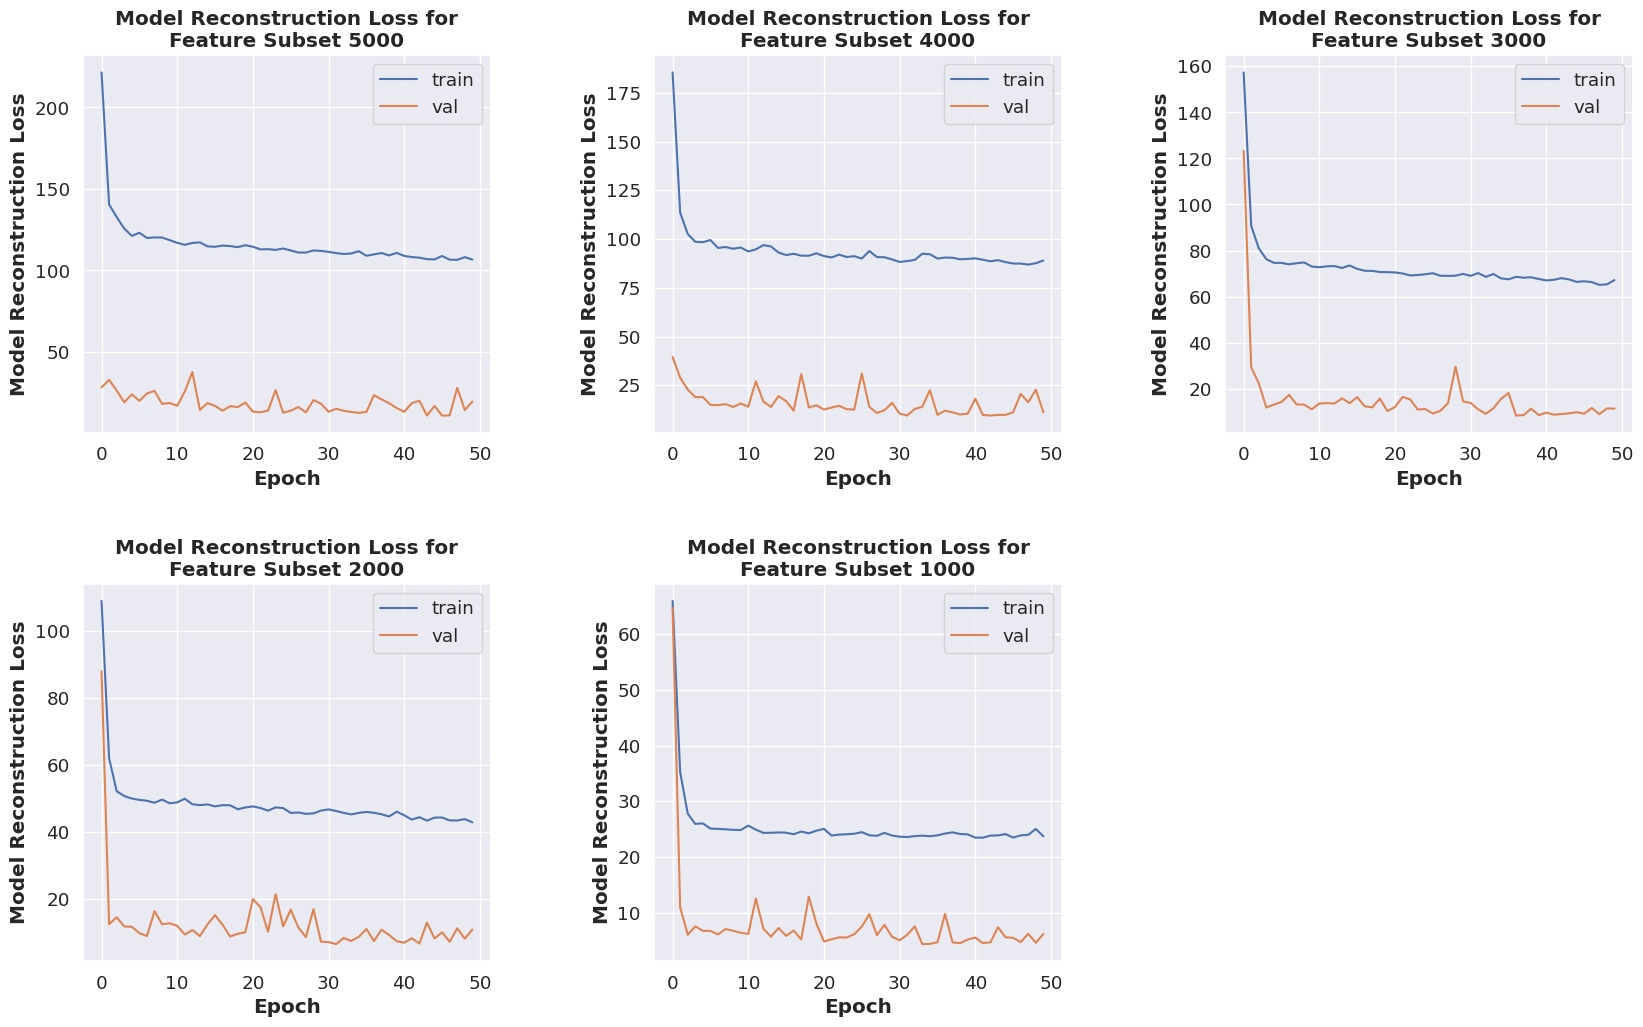 Model Reconstruction Loss for
Feature Subset 5000
Model Reconstruction Loss
200
150
100
50
train
val
0 10 20 30 40 50
Epoch
Model Reconstruction Loss for
Feature Subset 4000
Model Reconstruction Loss
175
150
125
100
75
50
25
train
val
0 10 20 30 40 50
Epoch
Model Reconstruction Loss for
Feature Subset 3000
Model Reconstruction Loss
160
140
120
100
80
60
40
20
train
val
0 10 20 30 40 50
Epoch
Model Reconstruction Loss for
Feature Subset 2000
Model Reconstruction Loss
100
80
60
40
20
train
val
0 10 20 30 40 50
Epoch
Model Reconstruction Loss for
Feature Subset 1000
Model Reconstruction Loss
60
50
40
30
20
10
train
val
0 10 20 30 40 50
Epoch